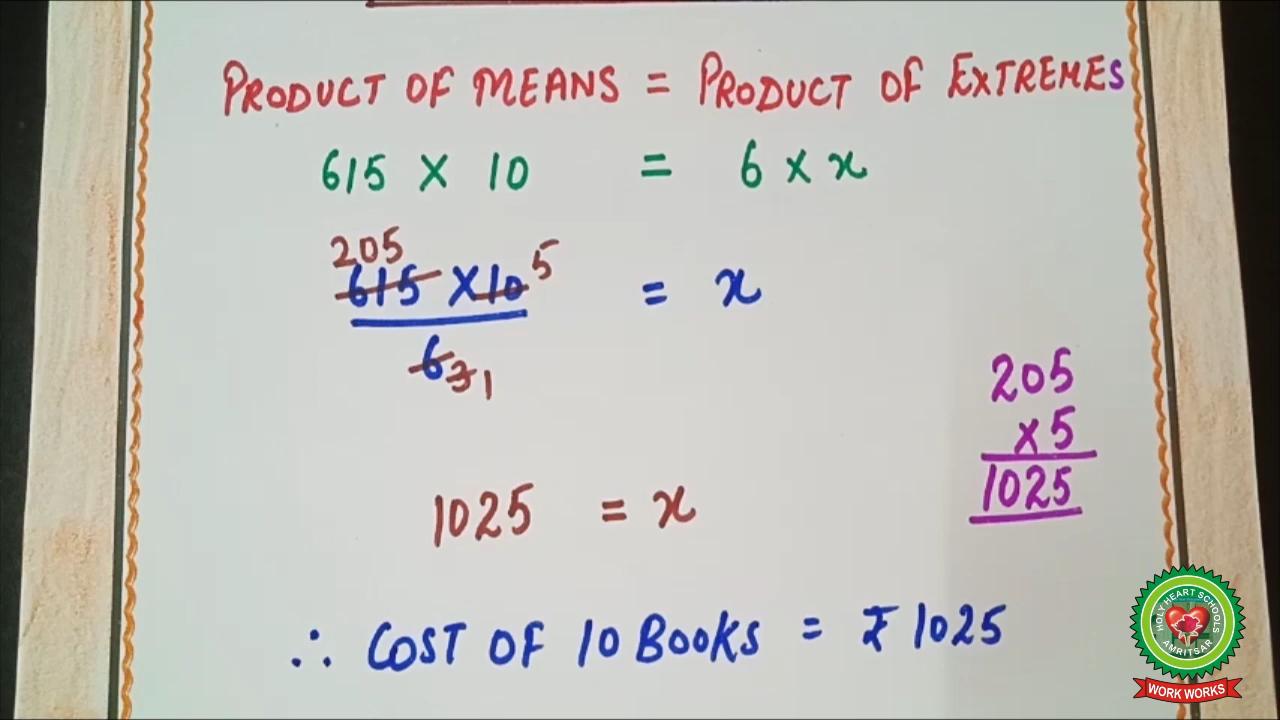 PRODUCT OF MEANS = PRODUCT OF EXTREMES
615 X 10 = 6 x x
205
615 X 10 5 = x
6 3 1
205
x 5
1025
1025 = x
∴ COST OF 10 BOOKS = ₹ 1025
HOLY HEART SCHOOLS
AMRITSAR
WORK WORKS